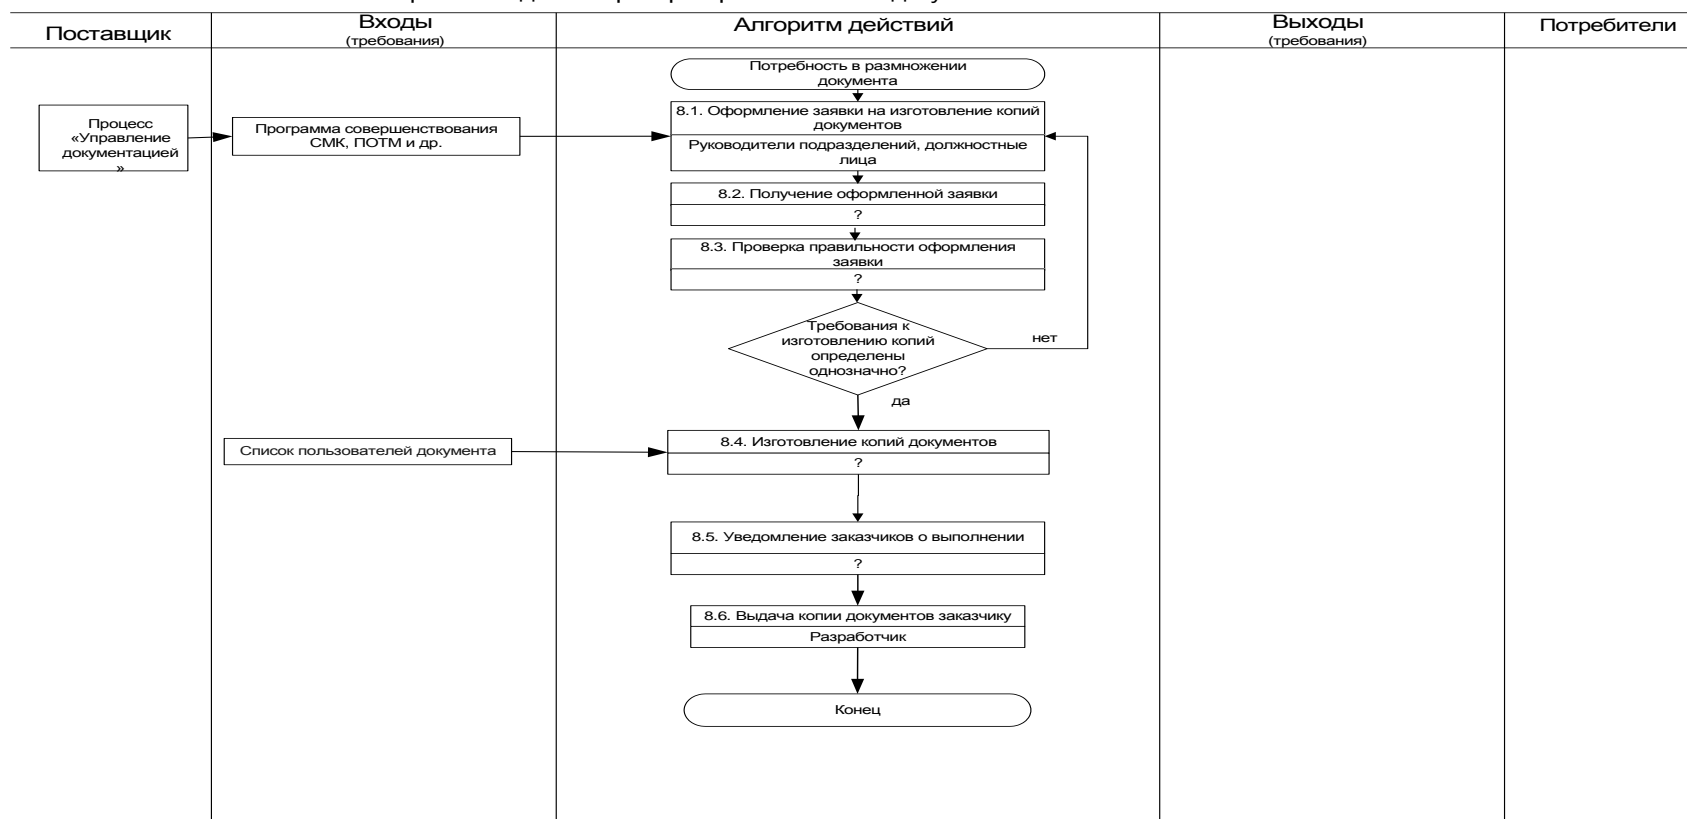 Поставщик
Входы
(требования)
Алгоритм действий
Выходы
(требования)
Потребители
Потребность в размножении
документа
Процесс
«Управление
документацией
»
Программа совершенствования
СМК, ПОТМ и др.
8.1. Оформление заявки на изготовление копий
документов
Руководители подразделений, должностные
лица
8.2. Получение оформленной заявки
?
8.3. Проверка правильности оформления
заявки
?
Требования к
изготовлению копий
определены
однозначно?
нет
да
Список пользователей документа
8.4. Изготовление копий документов
?
8.5. Уведомление заказчиков о выполнении
?
8.6. Выдача копии документов заказчику
Разработчик
Конец